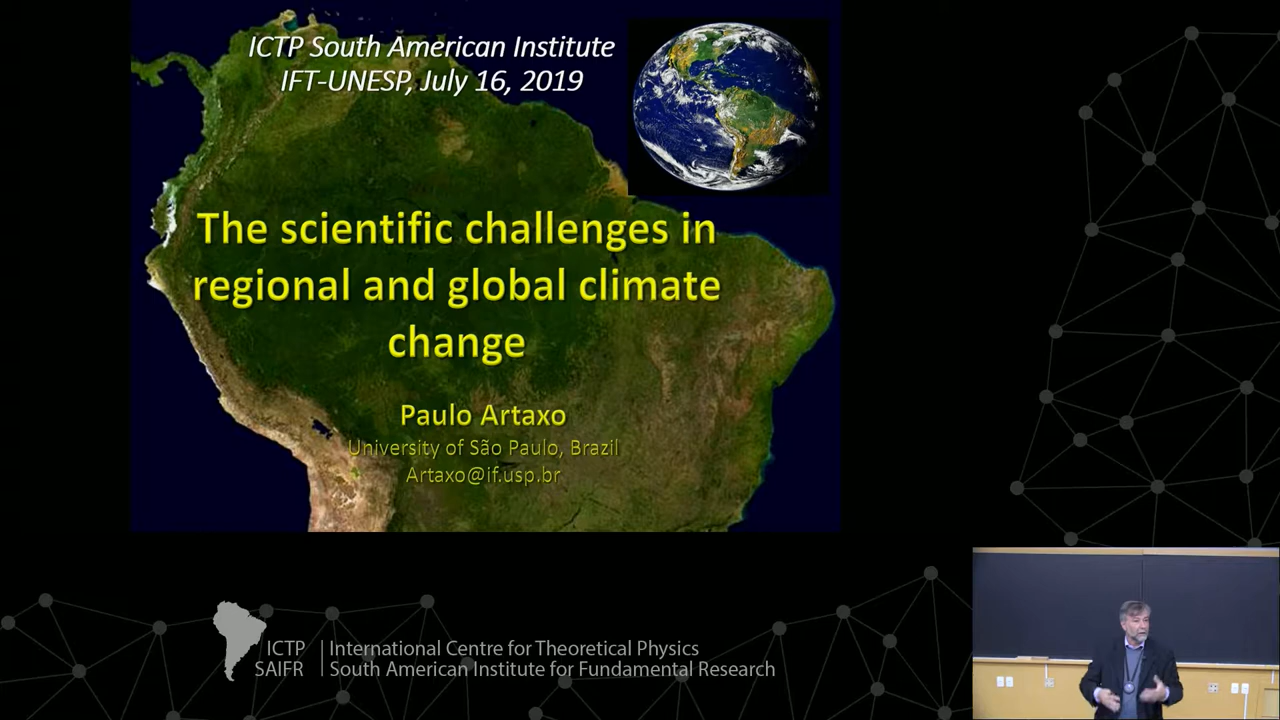 ICTP South American Institute
IFT-UNESP, July 16, 2019
The scientific challenges in
regional and global climate
change
Paulo Artaxo
University of São Paulo, Brazil
Artaxo@if.usp.br
ICTP
SAIFR
International Centre for Theoretical Physics
South American Institute for Fundamental Research